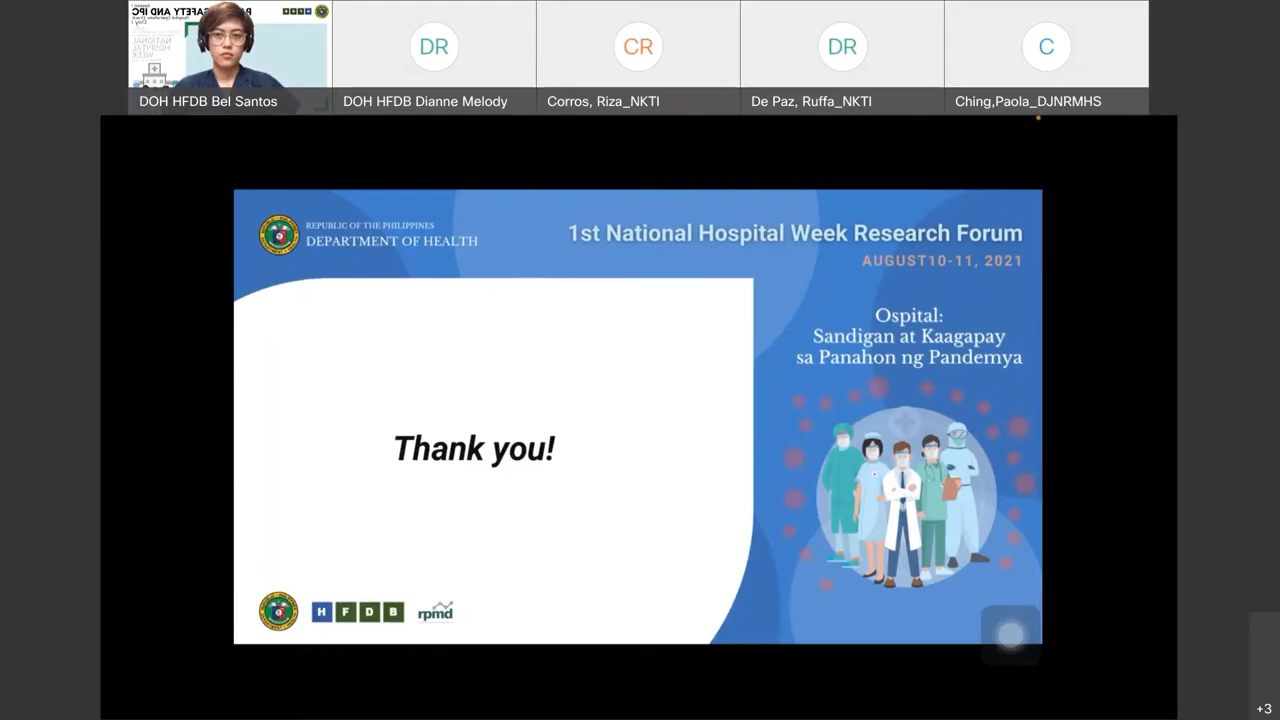 DOH HFDB Bel Santos
DR
DOH HFDB Dianne Melody
CR
Corros, Riza_NKTI
DR
De Paz, Ruffa_NKTI
C
Ching,Paola_DJNRMHS
REPUBLIC OF THE PHILIPPINES
DEPARTMENT OF HEALTH
1st National Hospital Week Research Forum
AUGUST10-11, 2021
Ospital:
Sandigan at Kaagapay
sa Panahon ng Pandemya
Thank you!
H F D B
rpmd
+3